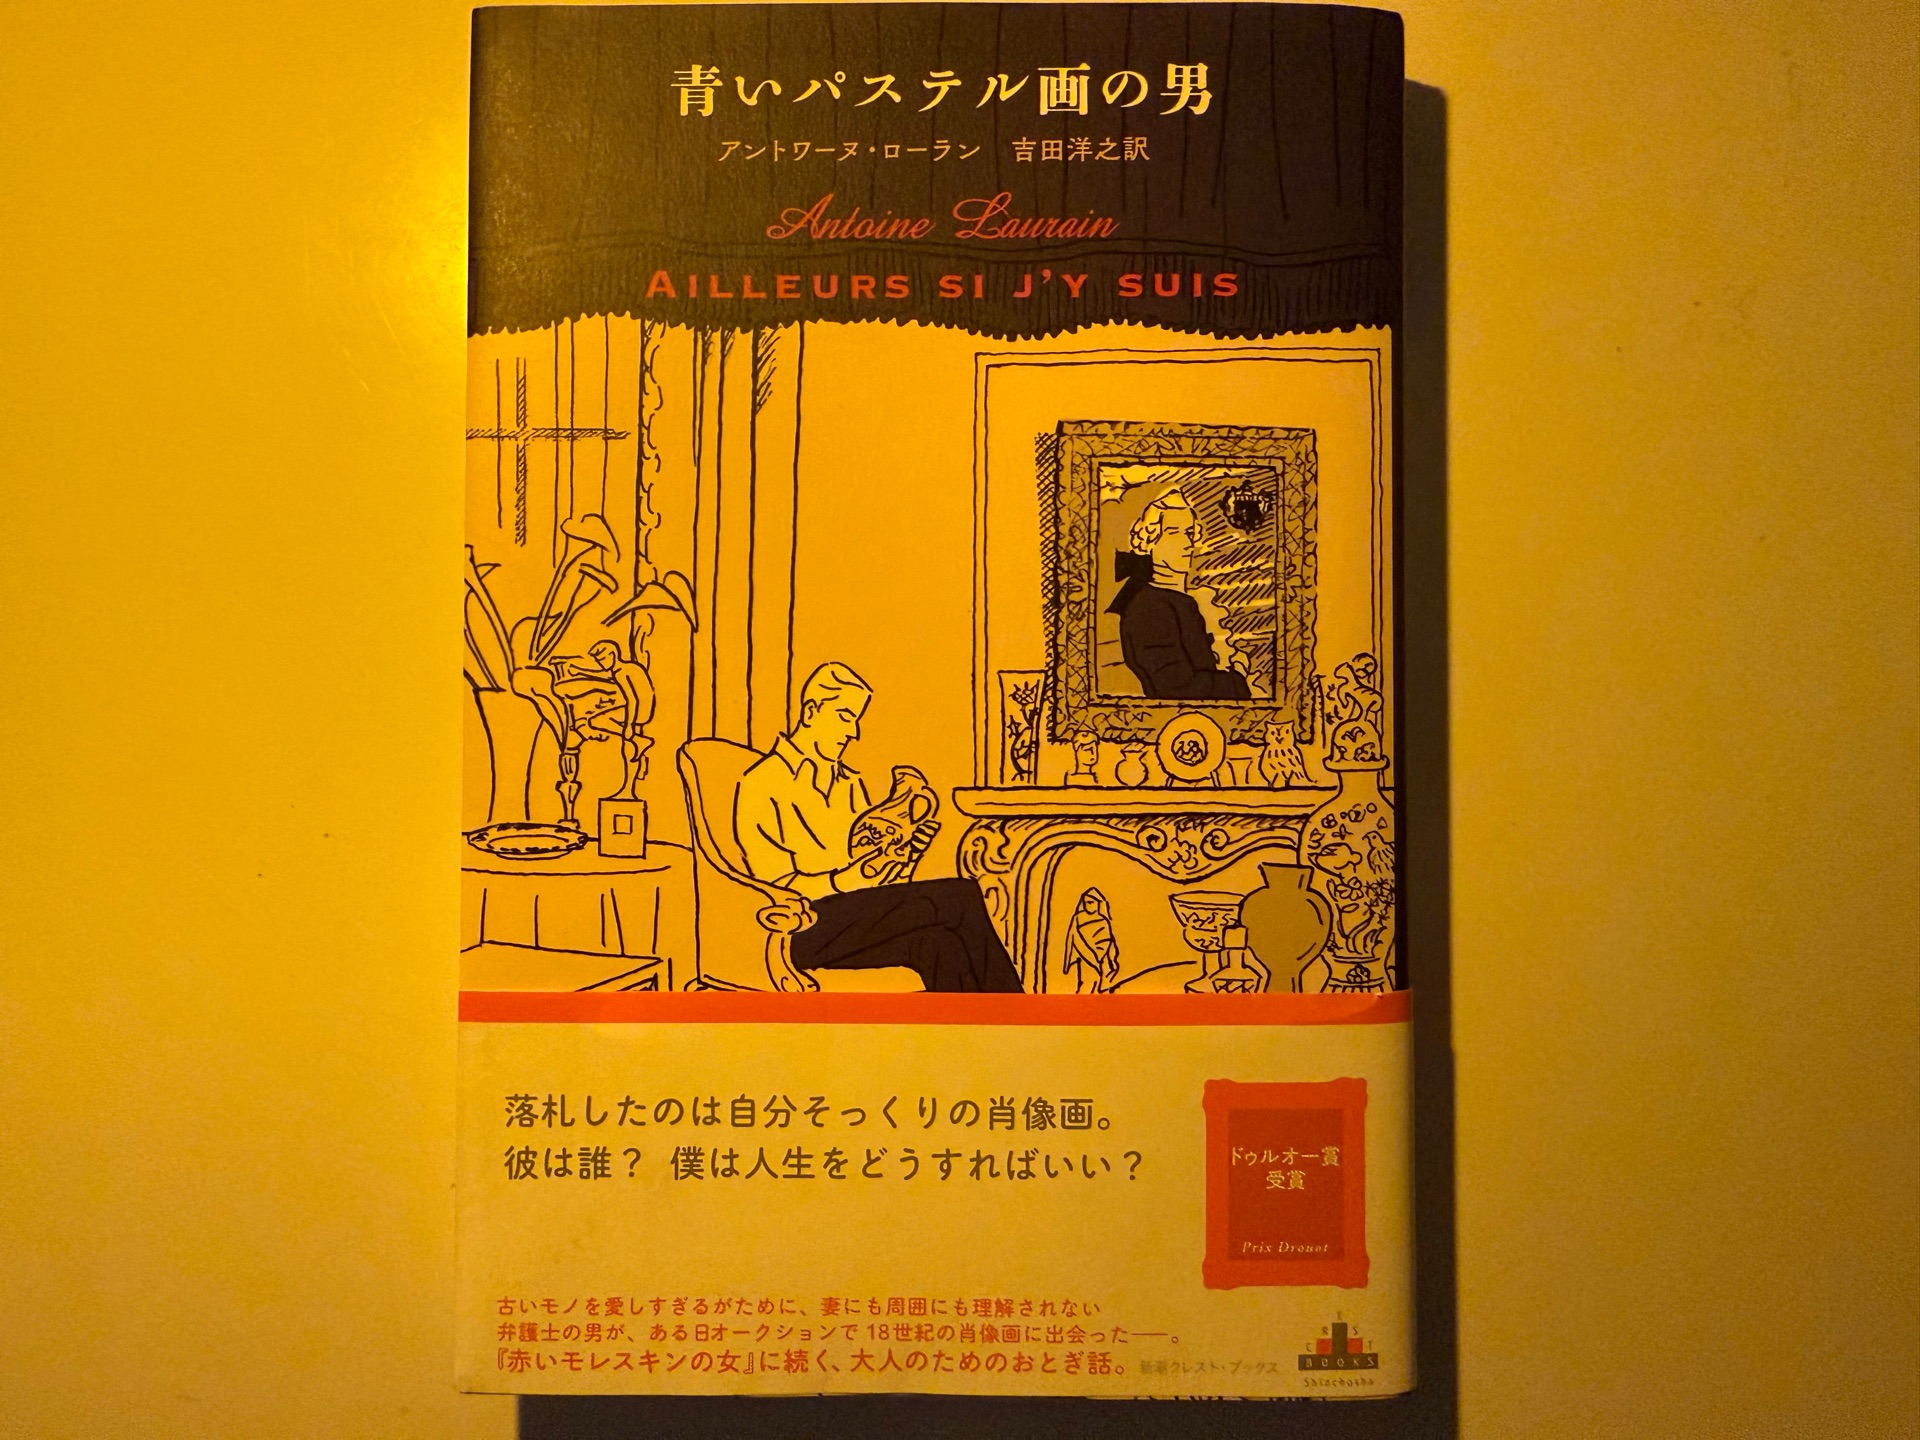 青いパステル画の男
アントワーヌ・ローラン 吉田洋之訳
Antoine Laurain
AILLEURS SI J'Y SUIS
落札したのは自分そっくりの肖像画。
彼は誰? 僕は人生をどうすればいい?
ドゥルオー賞
受賞
Prix Drouot
古いモノを愛しすぎるがために、妻にも周囲にも理解されない
弁護士の男が、ある日オークションで18世紀の肖像画に出会った──。
『赤いモレスキンの女』に続く、大人のためのおとぎ話。
新潮クレスト・ブックス
CREST
BOOKS
Shinchosha